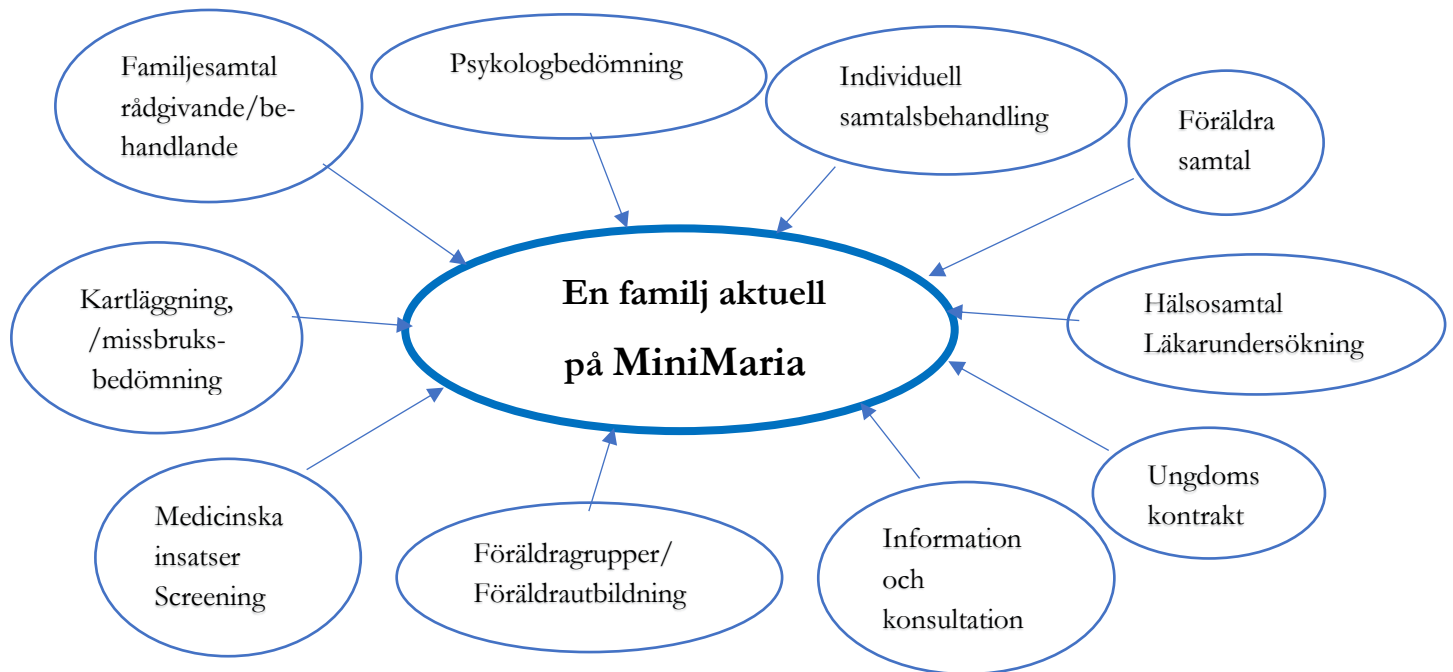 Familjesamtal
rådgivande/be-
handlande
Psykologbedömning
Individuell
samtalsbehandling
Föräldra
samtal
Kartläggning,
/missbruks-
bedömning
En familj aktuell
på MiniMaria
Hälsosamtal
Läkarundersökning
Medicinska
insatser
Screening
Föräldragrupper/
Föräldrautbildning
Information
och
konsultation
Ungdoms
kontrakt